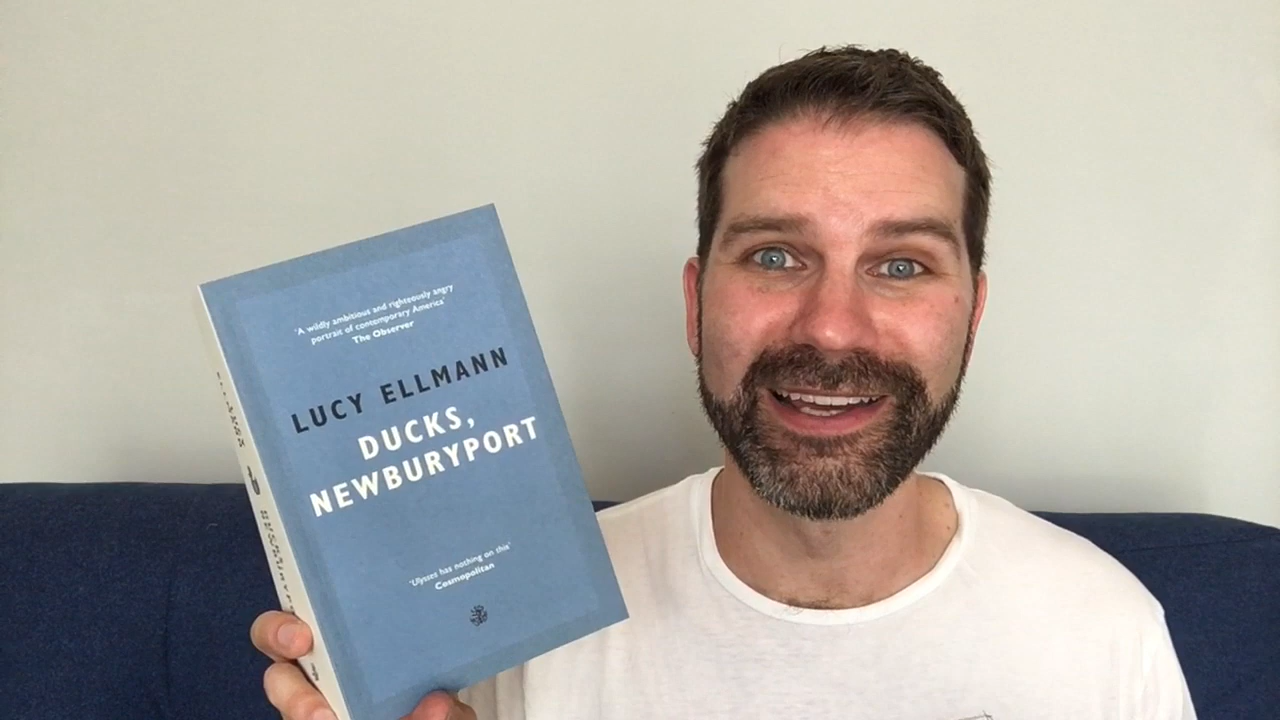 'A wildly ambitious and righteously angry
portrait of contemporary America'
The Observer
LUCY ELLMANN
DUCKS,
NEWBURYPORT
'Ulysses has nothing on this'
Cosmopolitan